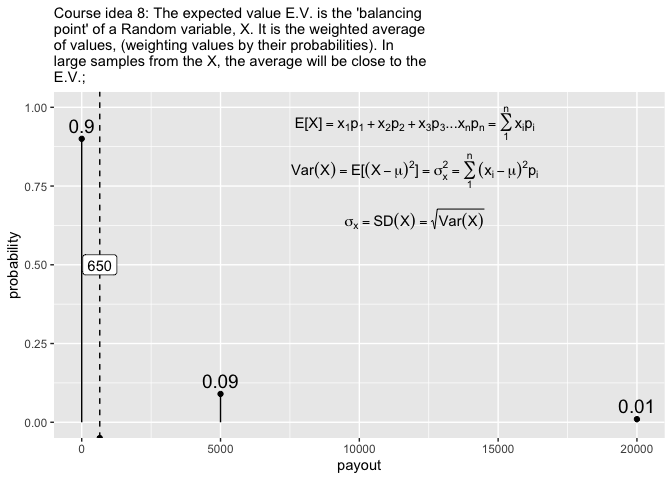 Course idea 8: The expected value E.V. is the 'balancing
point' of a Random variable, X. It is the weighted average
of values, (weighting values by their probabilities). In
large samples from the X, the average will be close to the
E.V.;
1.00
0.9
E[X] = x₁p₁ + x₂p₂ + x₃p₃...xₙpₙ = ∑₁ⁿ xᵢpᵢ
Var(X) = E[(X − μ)²] = σₓ² = ∑₁ⁿ (xᵢ − μ)²pᵢ
0.75
σₓ = SD(X) = √Var(X)
probability
0.50
650
0.25
0.09
0.01
0.00
0 5000 10000 15000 20000
payout